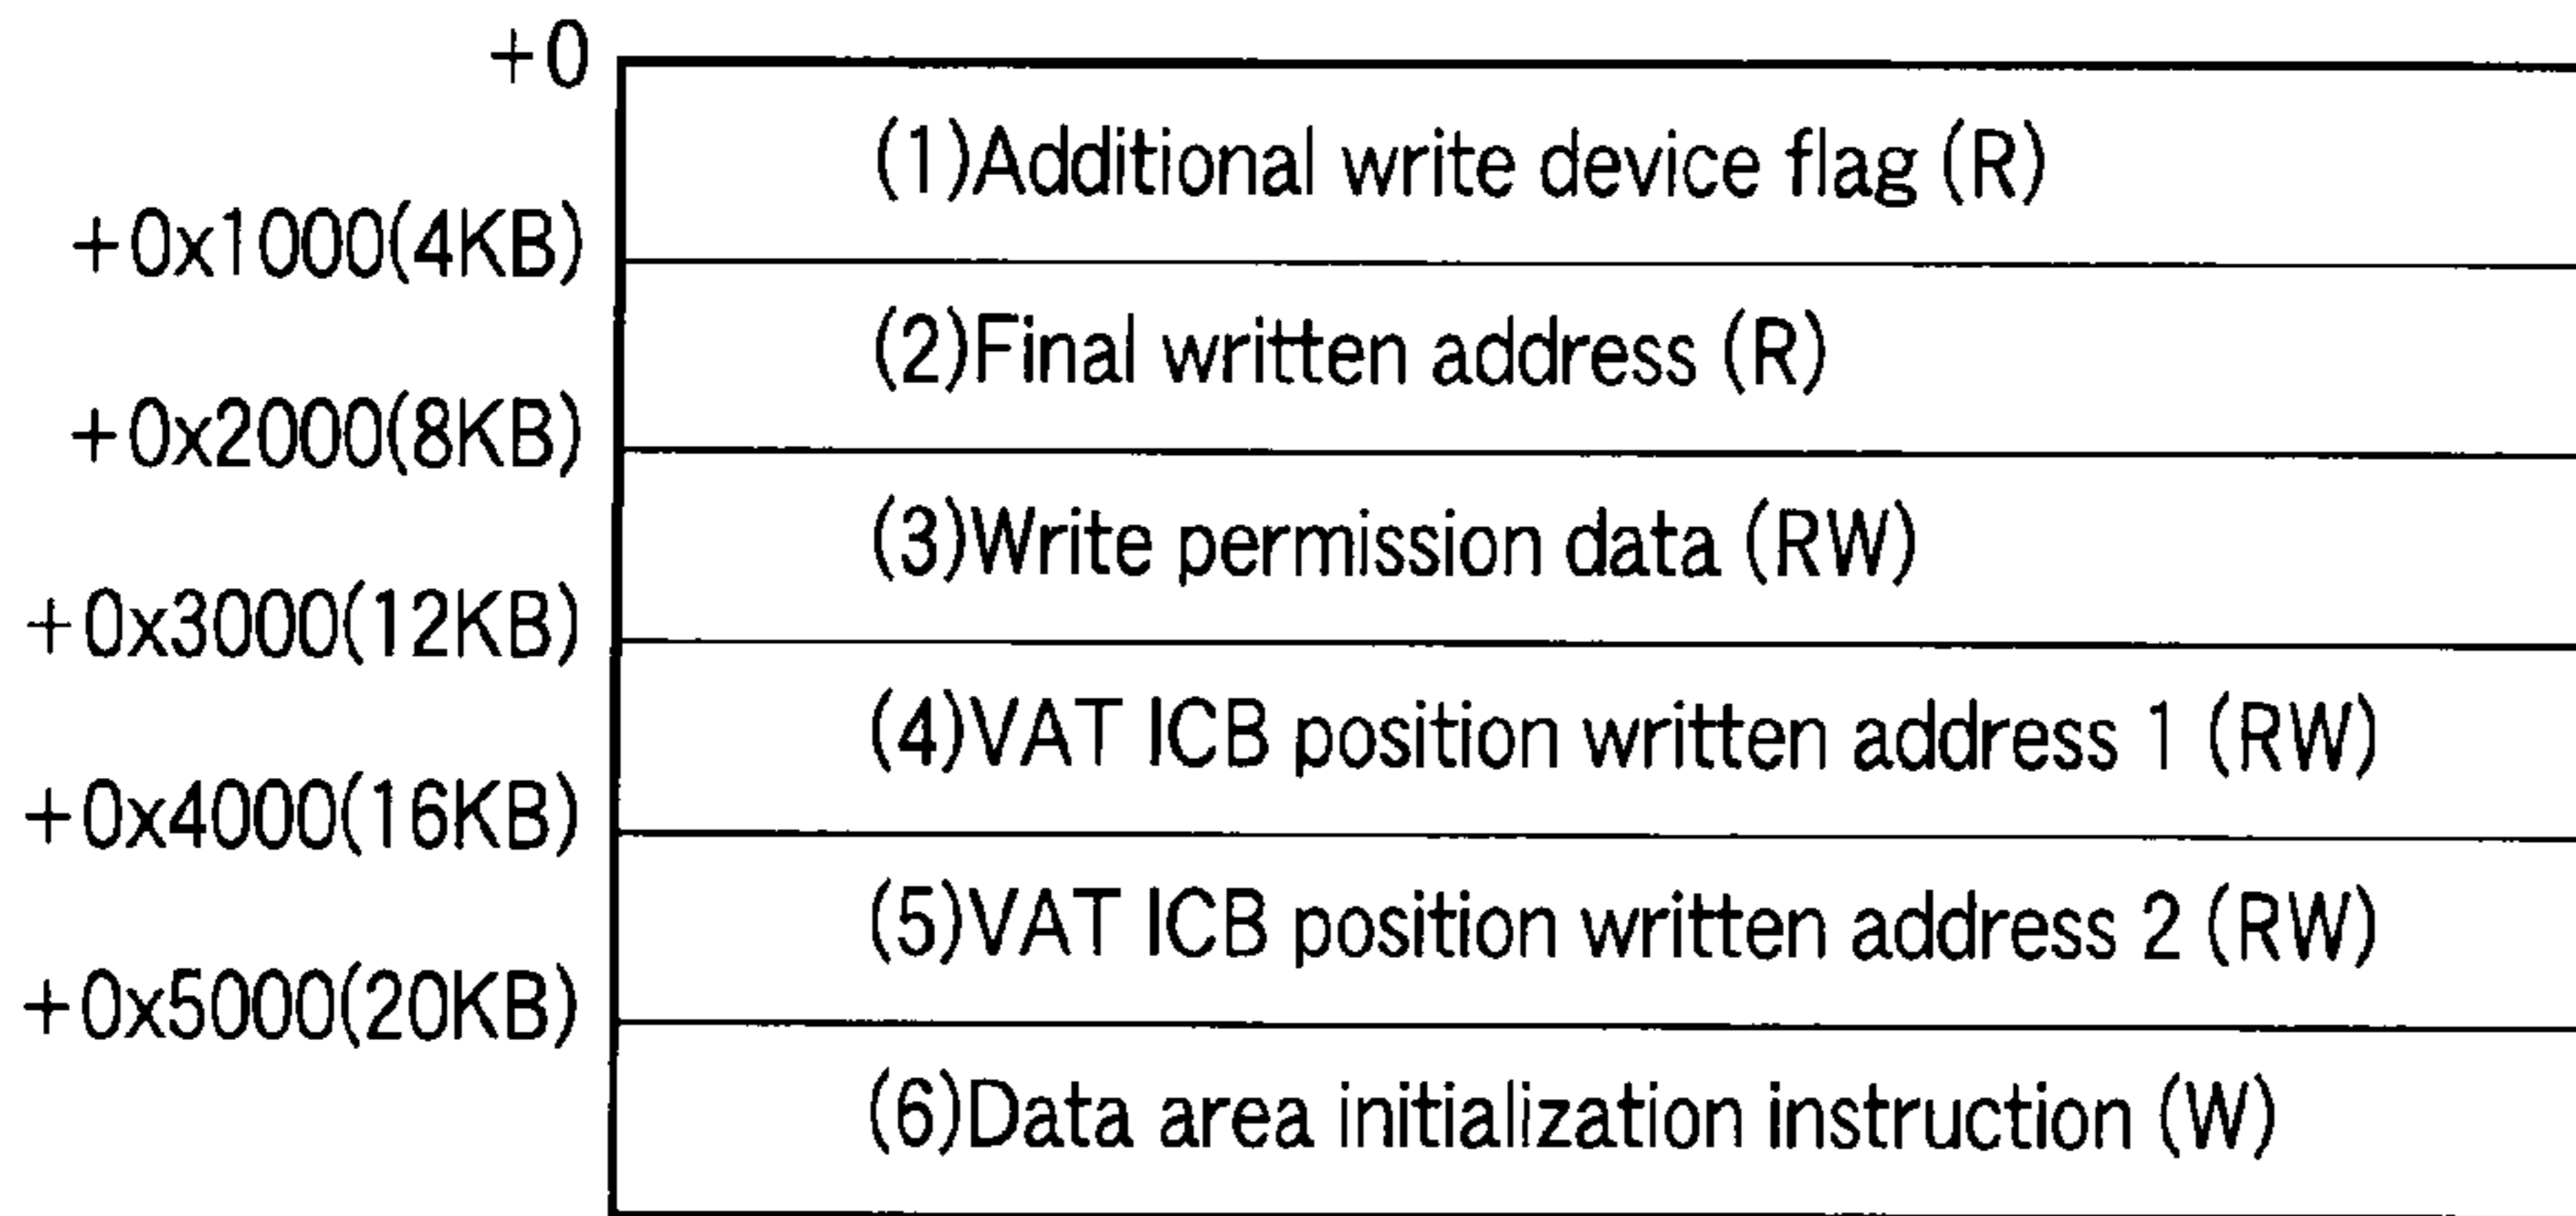 +0
(1)Additional write device flag (R)
+0x1000(4KB)
(2)Final written address (R)
+0x2000(8KB)
(3)Write permission data (RW)
+0x3000(12KB)
(4)VAT ICB position written address 1 (RW)
+0x4000(16KB)
(5)VAT ICB position written address 2 (RW)
+0x5000(20KB)
(6)Data area initialization instruction (W)